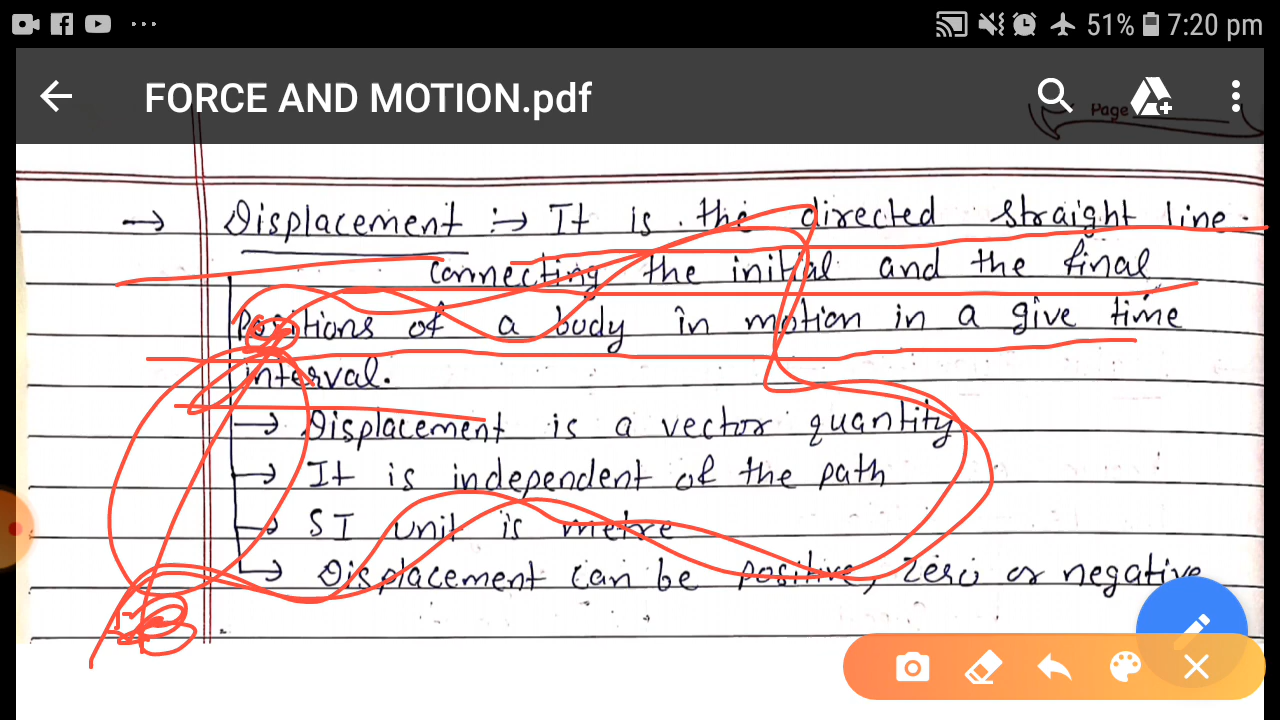 51% 7:20 pm
FORCE AND MOTION.pdf
Page
→ Displacement :→ It is the directed straight line.
connecting the initial and the final
Positions of a body in motion in a give time
interval.
→ Displacement is a vector quantity
→ It is independent of the path
→ SI unit is metre
→ Displacement can be positive, zero or negative